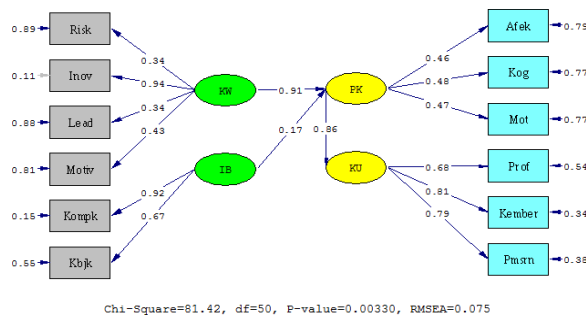 0.89 Risk 0.34 0.46 Afek 0.75
0.11 Inov 0.94 KW 0.91 PK 0.48 Kog 0.77
0.88 Lead 0.34 0.47 Mot 0.77
0.43 0.17 0.86
0.81 Motiv IB KU 0.68 Prof 0.54
0.15 Kompk 0.92 0.81 Kember 0.34
0.55 Kbjk 0.67 0.79 Pmsrn 0.38
Chi-Square=81.42, df=50, P-value=0.00330, RMSEA=0.075